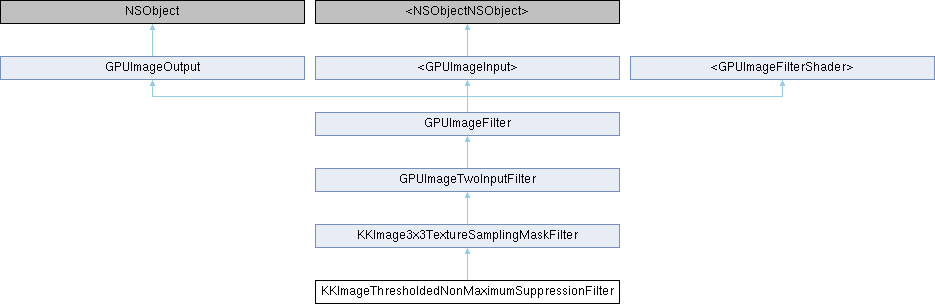 NSObject
<NSObjectNSObject>
GPUImageOutput
<GPUImageInput>
<GPUImageFilterShader>
GPUImageFilter
GPUImageTwoInputFilter
KKImage3x3TextureSamplingMaskFilter
KKImageThresholdedNonMaximumSuppressionFilter